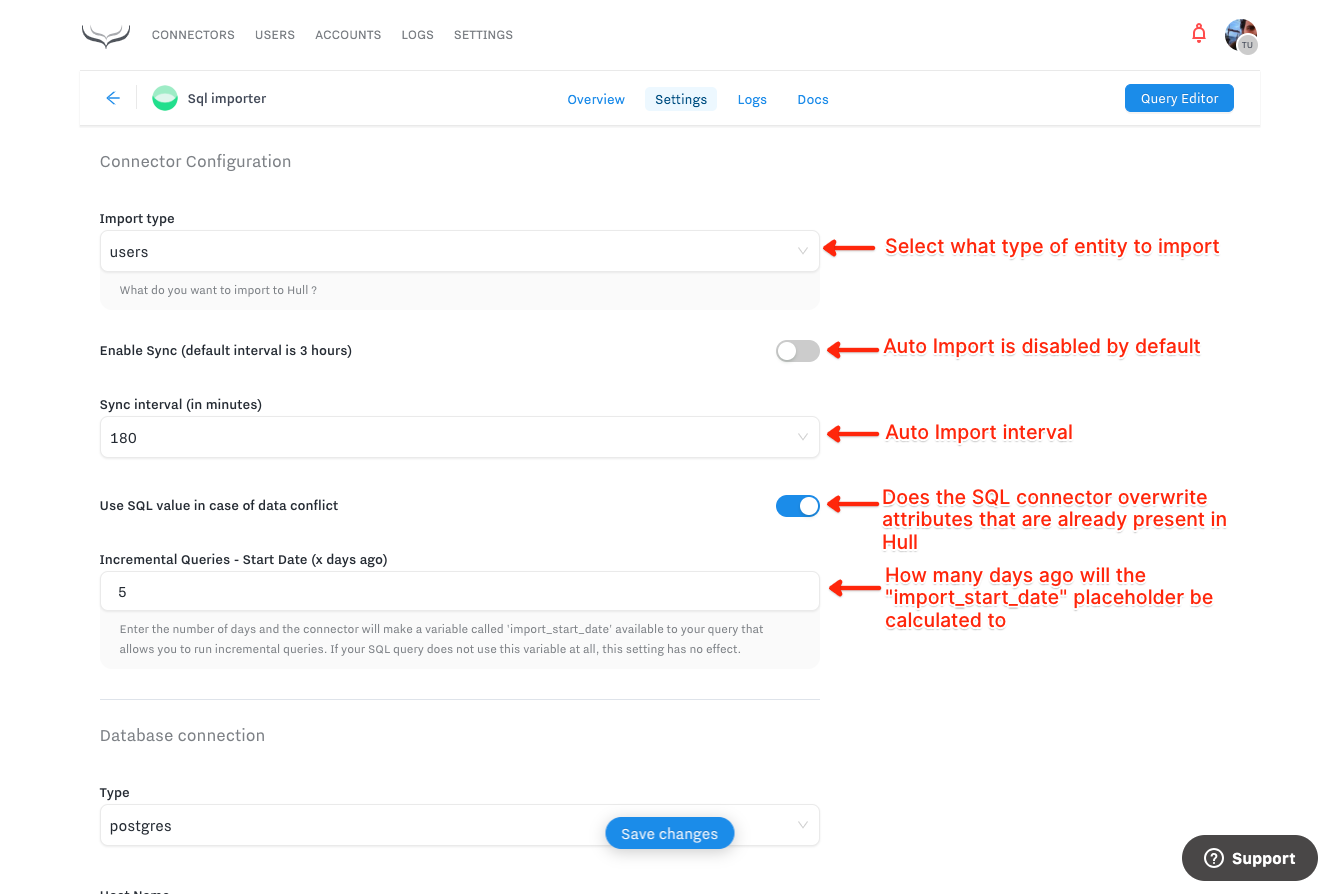 CONNECTORS USERS ACCOUNTS LOGS SETTINGS
TU
Sql importer
Overview Settings Logs Docs
Query Editor
Connector Configuration
Import type
users
Select what type of entity to import
What do you want to import to Hull ?
Enable Sync (default interval is 3 hours)
Auto Import is disabled by default
Sync interval (in minutes)
180
Auto Import interval
Use SQL value in case of data conflict
Does the SQL connector overwrite
attributes that are already present in
Hull
Incremental Queries - Start Date (x days ago)
5
How many days ago will the
"import_start_date" placeholder be
calculated to
Enter the number of days and the connector will make a variable called 'import_start_date' available to your query that
allows you to run incremental queries. If your SQL query does not use this variable at all, this setting has no effect.
Database connection
Type
postgres
Save changes
Support
Host Name